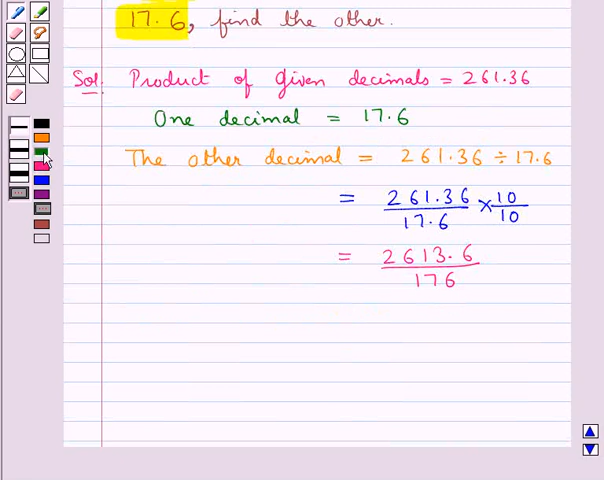 17.6, find the other.
Sol: Product of given decimals = 261.36
One decimal = 17.6
The other decimal = 261.36 ÷ 17.6
= 261.36/17.6 × 10/10
= 2613.6/176